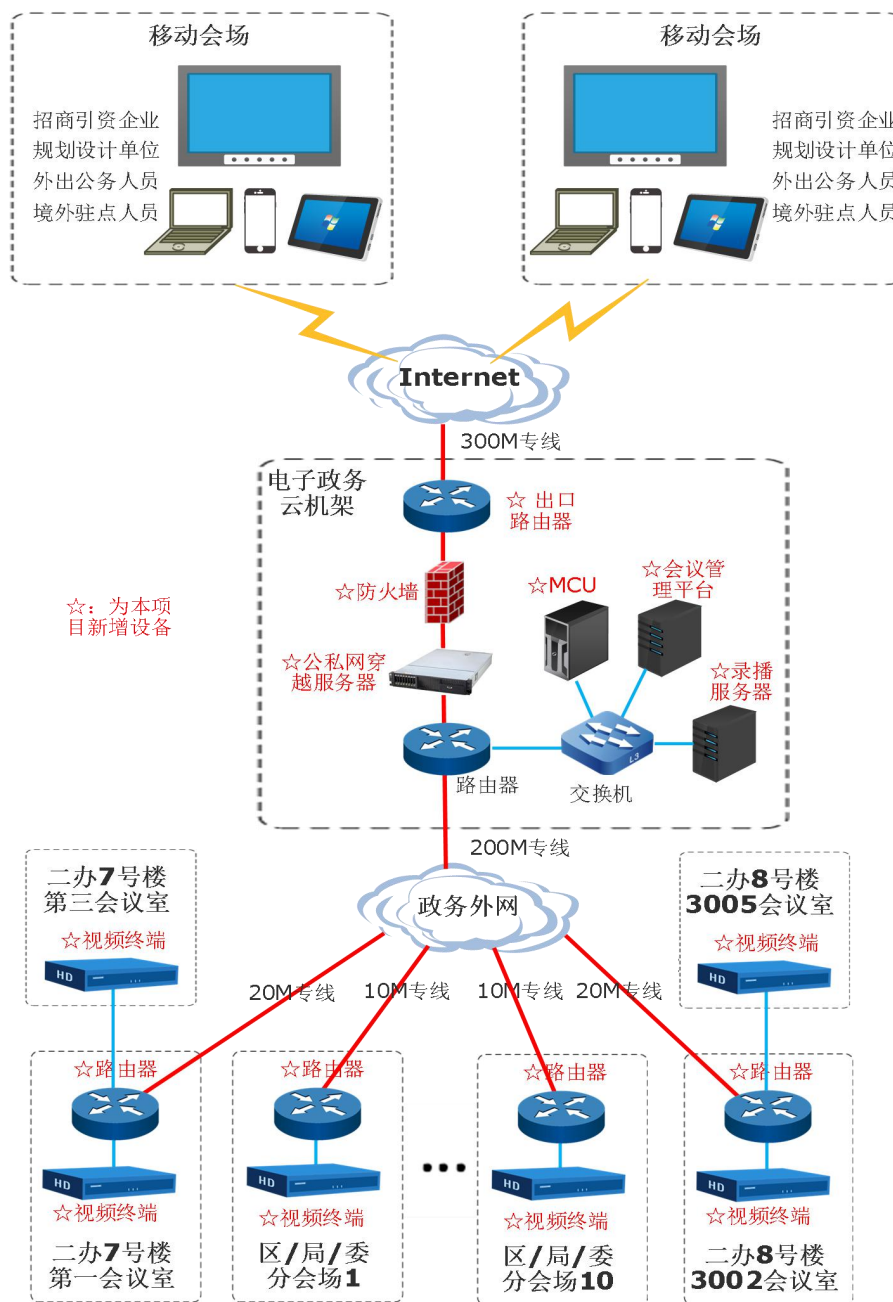 移动会场
招商引资企业
规划设计单位
外出公务人员
境外驻点人员
移动会场
招商引资企业
规划设计单位
外出公务人员
境外驻点人员
Internet
300M专线
电子政务
云机架
☆ 出口
路由器
☆防火墙
☆MCU
☆会议管
理平台
☆：为本项
目新增设备
☆公私网穿
越服务器
☆录播
服务器
L3
路由器
交换机
200M专线
政务外网
二办7号楼
第三会议室
☆视频终端
HD
二办8号楼
3005会议室
☆视频终端
HD
20M专线
10M专线
10M专线
20M专线
☆路由器
HD
☆视频终端
二办7号楼
第一会议室
☆路由器
HD
☆视频终端
区/局/委
分会场1
...
☆路由器
HD
☆视频终端
区/局/委
分会场10
☆路由器
HD
☆视频终端
二办8号楼
3002会议室